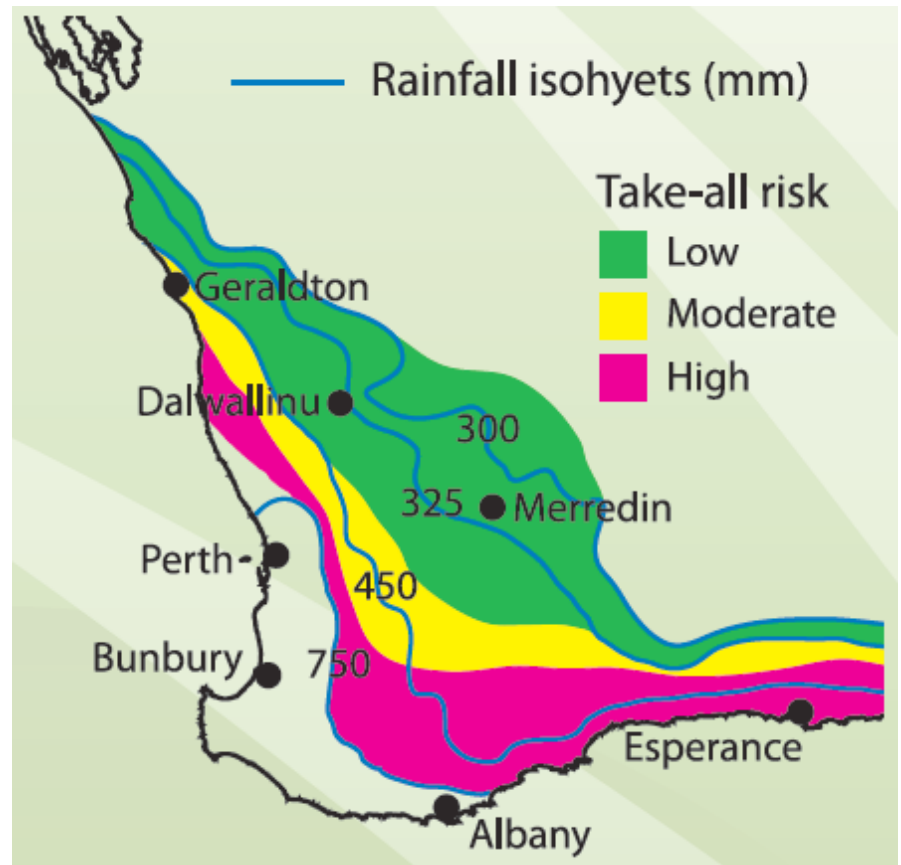 Rainfall isohyets (mm)
Take-all risk
Low
Moderate
High
Geraldton
Dalwallinu
300
325
Merredin
Perth
450
Bunbury
750
Esperance
Albany